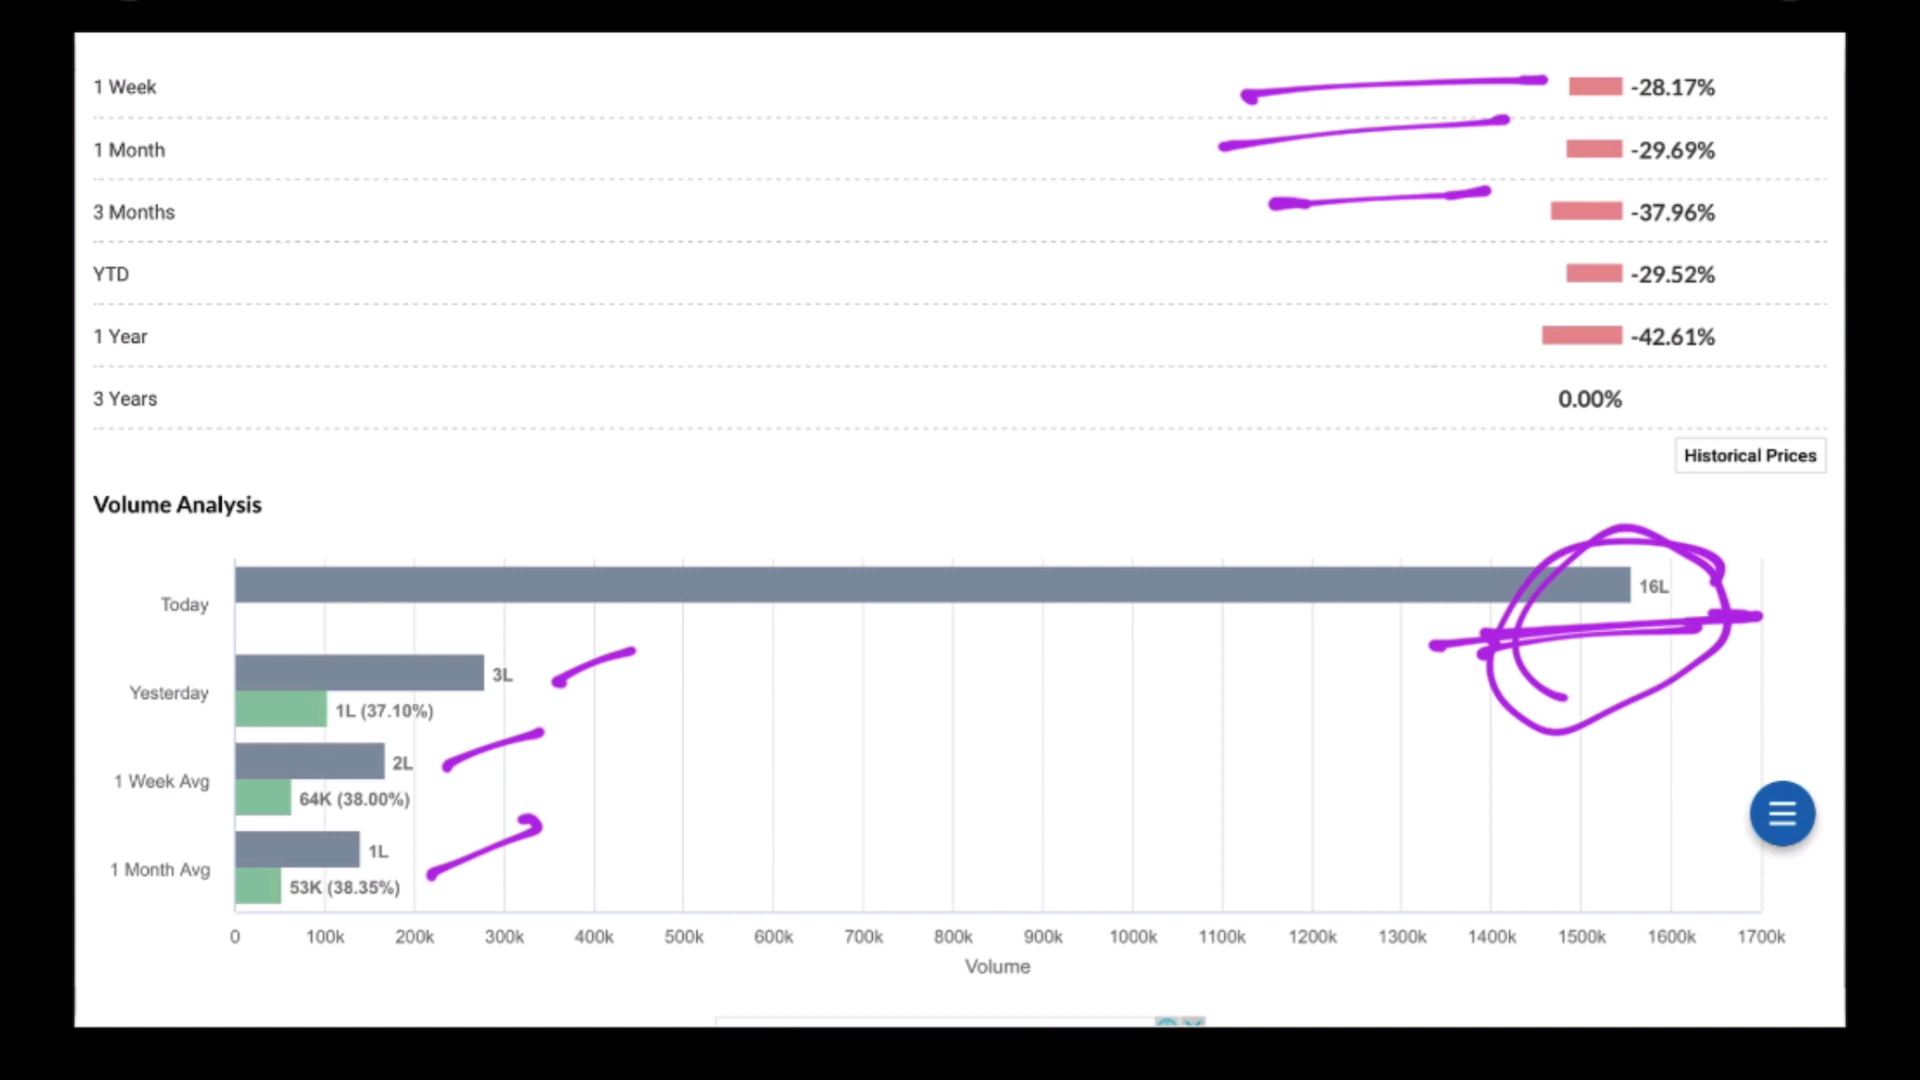 1 Week -28.17%
1 Month -29.69%
3 Months -37.96%
YTD -29.52%
1 Year -42.61%
3 Years 0.00%
Historical Prices
Volume Analysis
Today 16L
Yesterday 3L
1L (37.10%)
1 Week Avg 2L
64K (38.00%)
1 Month Avg 1L
53K (38.35%)
0 100k 200k 300k 400k 500k 600k 700k 800k 900k 1000k 1100k 1200k 1300k 1400k 1500k 1600k 1700k
Volume